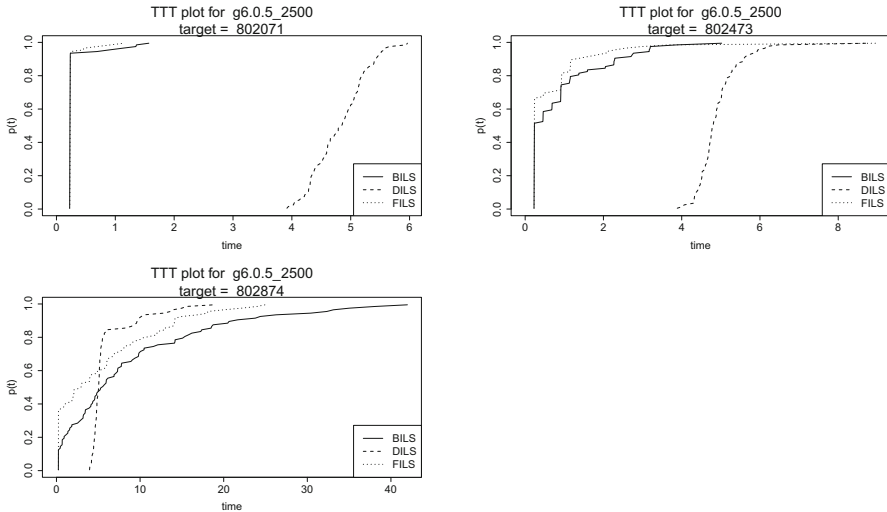 TTT plot for g6.0.5_2500
target = 802071
p(t)
0.0 0.2 0.4 0.6 0.8 1.0
BILS
DILS
FILS
0 1 2 3 4 5 6
time
TTT plot for g6.0.5_2500
target = 802473
p(t)
0.0 0.2 0.4 0.6 0.8 1.0
BILS
DILS
FILS
0 2 4 6 8
time
TTT plot for g6.0.5_2500
target = 802874
p(t)
0.0 0.2 0.4 0.6 0.8 1.0
BILS
DILS
FILS
0 10 20 30 40
time